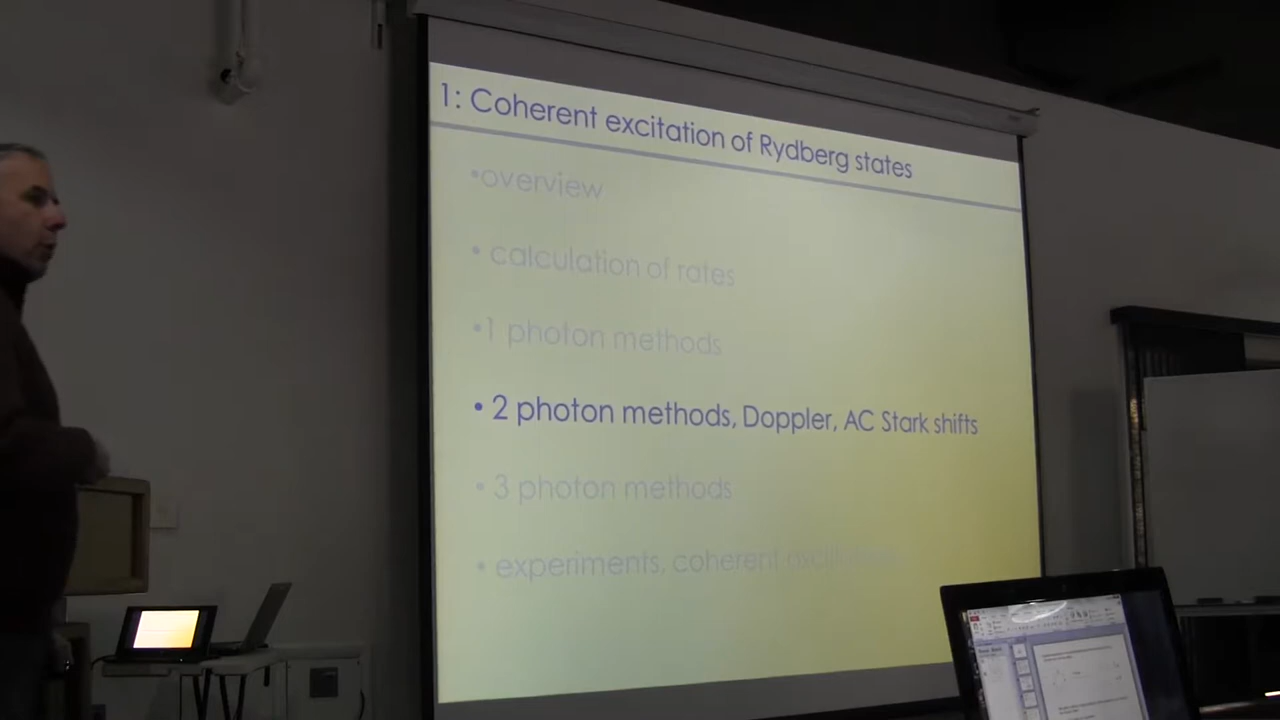 1: Coherent excitation of Rydberg states
•overview
• calculation of rates
•1 photon methods
• 2 photon methods, Doppler, AC Stark shifts
• 3 photon methods
• experiments, coherent